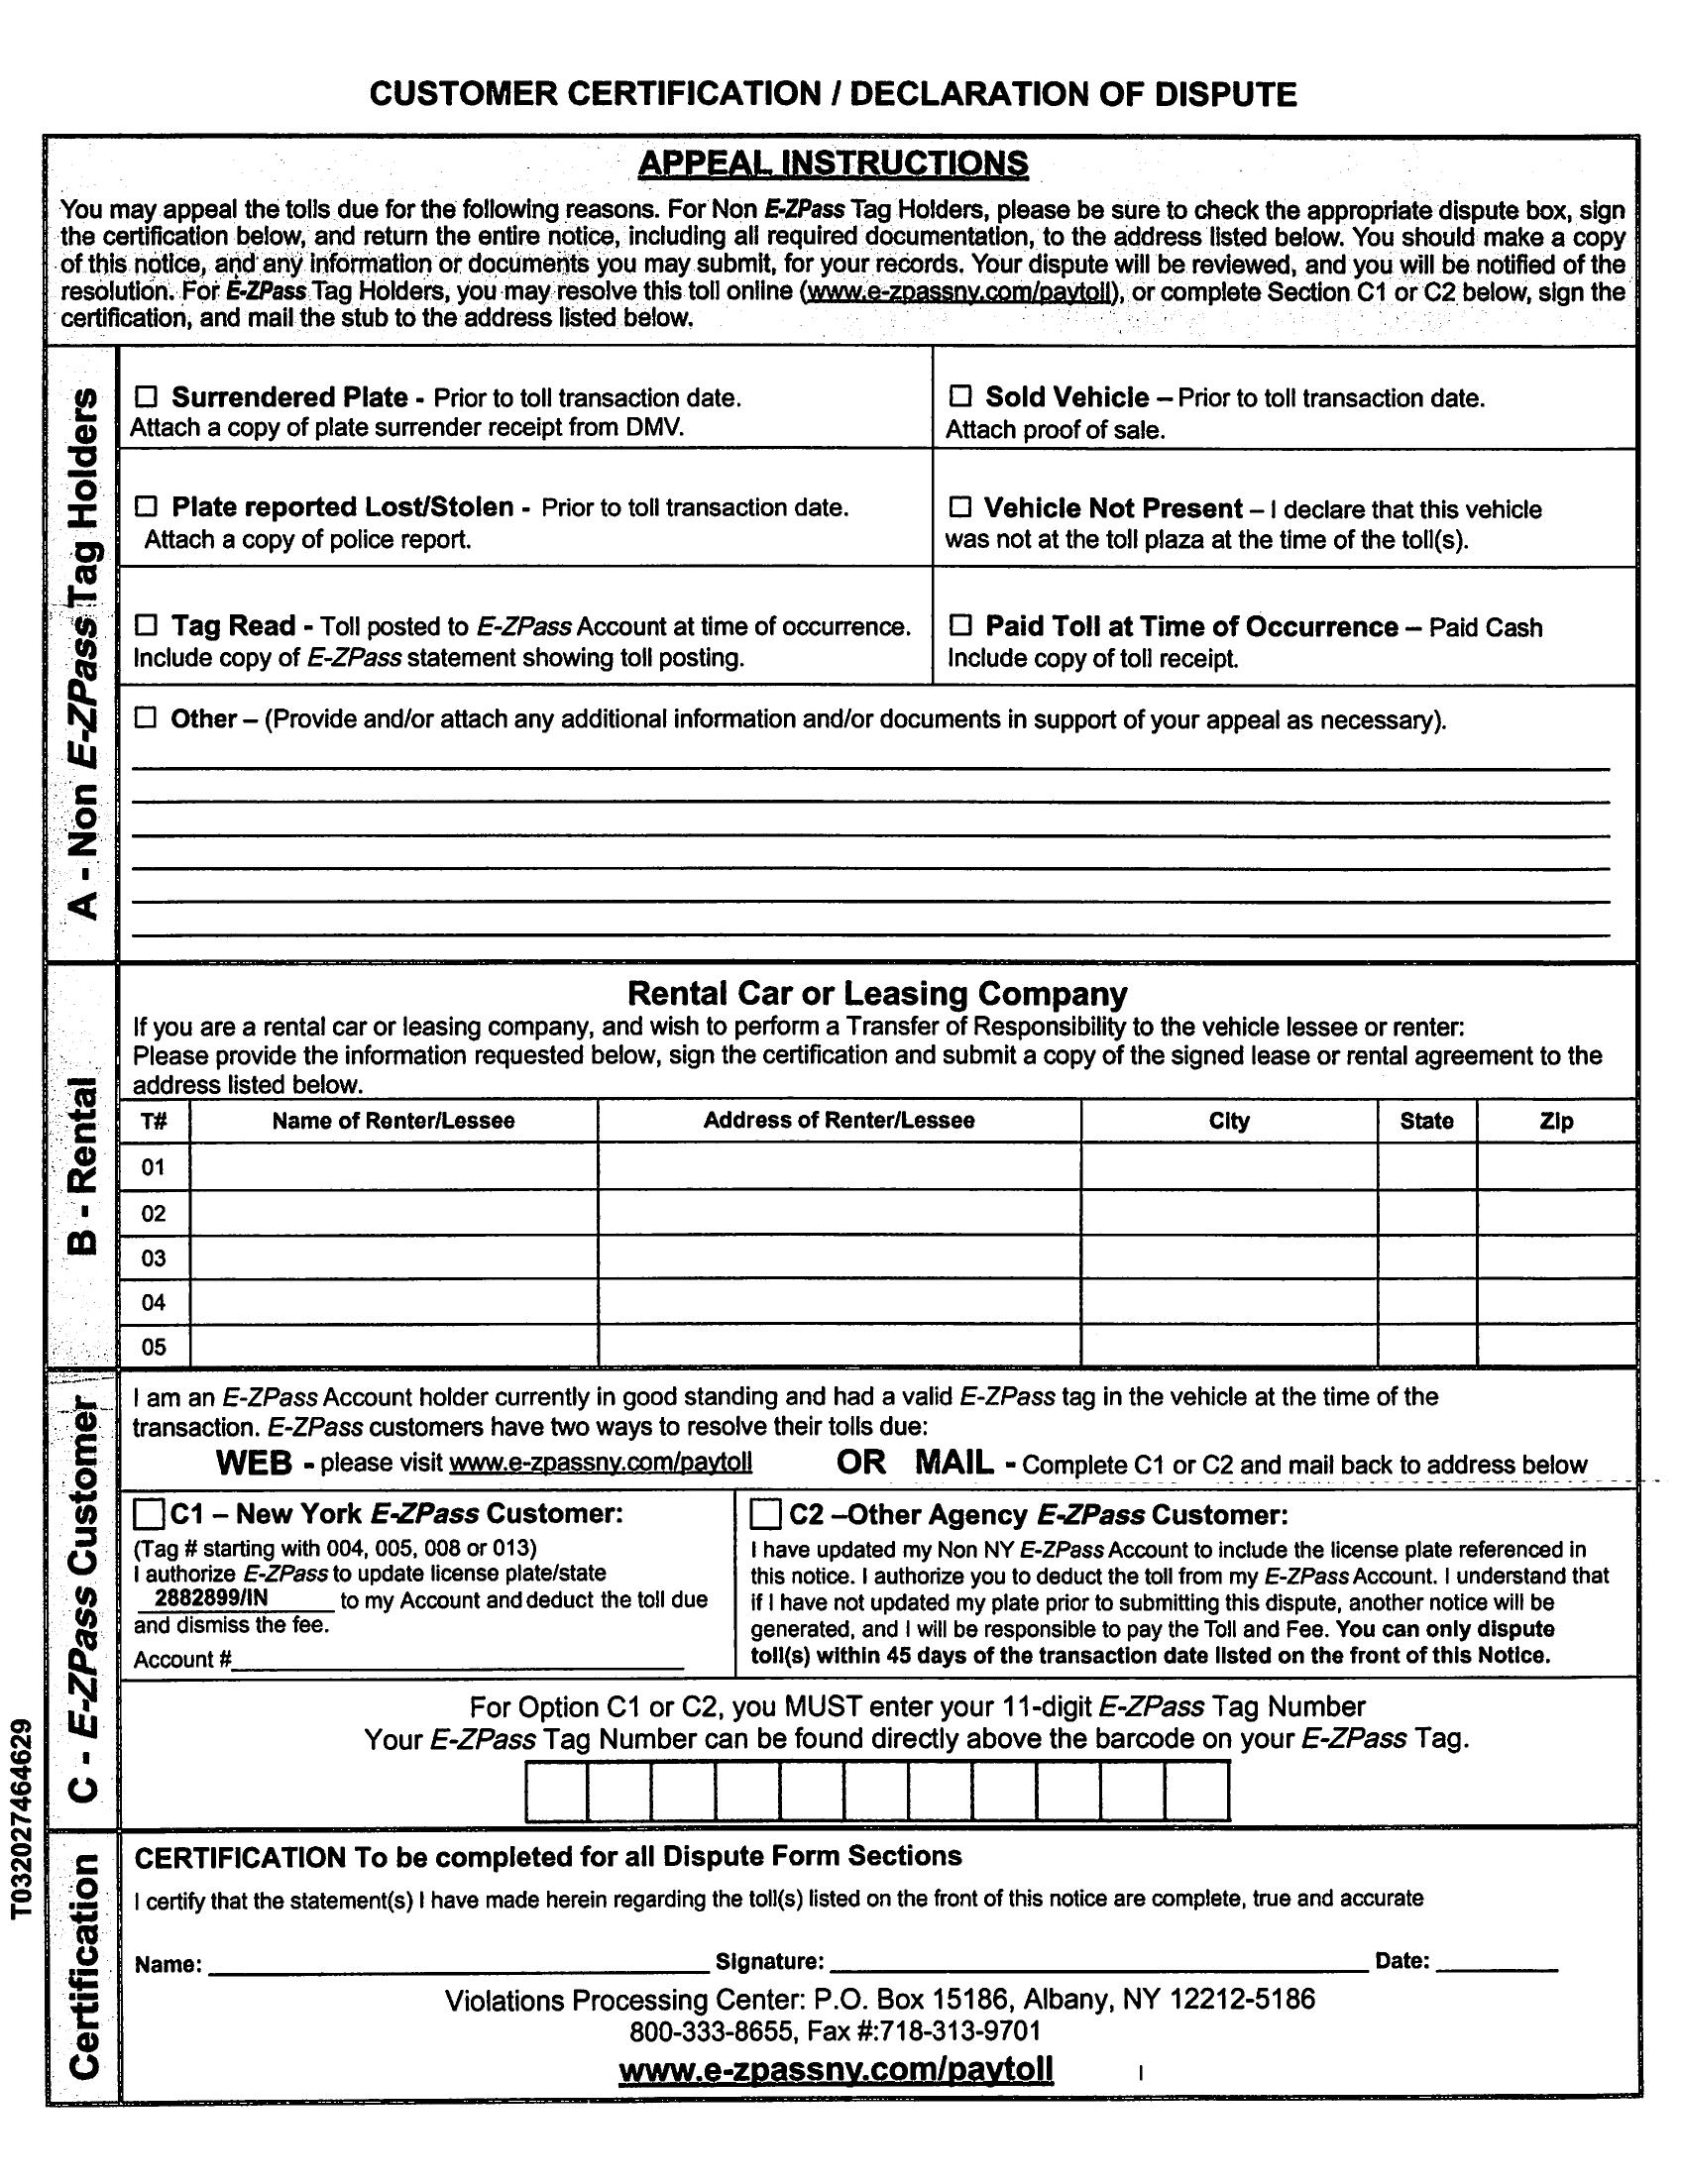 CUSTOMER CERTIFICATION / DECLARATION OF DISPUTE
APPEAL INSTRUCTIONS
You may appeal the tolls due for the following reasons. For Non E-ZPass Tag Holders, please be sure to check the appropriate dispute box, sign
the certification below, and return the entire notice, including all required documentation, to the address listed below. You should make a copy
of this notice, and any information or documents you may submit, for your records. Your dispute will be reviewed, and you will be notified of the
resolution. For E-ZPass Tag Holders, you may resolve this toll online (www.e-zpassny.com/paytoll), or complete Section C1 or C2 below, sign the
certification, and mail the stub to the address listed below.
A - Non E-ZPass Tag Holders
☐ Surrendered Plate - Prior to toll transaction date.
Attach a copy of plate surrender receipt from DMV.
☐ Sold Vehicle – Prior to toll transaction date.
Attach proof of sale.
☐ Plate reported Lost/Stolen - Prior to toll transaction date.
Attach a copy of police report.
☐ Vehicle Not Present – I declare that this vehicle
was not at the toll plaza at the time of the toll(s).
☐ Tag Read - Toll posted to E-ZPass Account at time of occurrence.
Include copy of E-ZPass statement showing toll posting.
☐ Paid Toll at Time of Occurrence – Paid Cash
Include copy of toll receipt.
☐ Other – (Provide and/or attach any additional information and/or documents in support of your appeal as necessary).
B - Rental
Rental Car or Leasing Company
If you are a rental car or leasing company, and wish to perform a Transfer of Responsibility to the vehicle lessee or renter:
Please provide the information requested below, sign the certification and submit a copy of the signed lease or rental agreement to the
address listed below.
T# Name of Renter/Lessee Address of Renter/Lessee City State Zip
01
02
03
04
05
C - E-ZPass Customer
I am an E-ZPass Account holder currently in good standing and had a valid E-ZPass tag in the vehicle at the time of the
transaction. E-ZPass customers have two ways to resolve their tolls due:
WEB - please visit www.e-zpassny.com/paytoll OR MAIL - Complete C1 or C2 and mail back to address below
☐ C1 – New York E-ZPass Customer:
(Tag # starting with 004, 005, 008 or 013)
I authorize E-ZPass to update license plate/state
2882899/IN to my Account and deduct the toll due
and dismiss the fee.
Account #
☐ C2 –Other Agency E-ZPass Customer:
I have updated my Non NY E-ZPass Account to include the license plate referenced in
this notice. I authorize you to deduct the toll from my E-ZPass Account. I understand that
if I have not updated my plate prior to submitting this dispute, another notice will be
generated, and I will be responsible to pay the Toll and Fee. You can only dispute
toll(s) within 45 days of the transaction date listed on the front of this Notice.
For Option C1 or C2, you MUST enter your 11-digit E-ZPass Tag Number
Your E-ZPass Tag Number can be found directly above the barcode on your E-ZPass Tag.
T032027464629
Certification
CERTIFICATION To be completed for all Dispute Form Sections
I certify that the statement(s) I have made herein regarding the toll(s) listed on the front of this notice are complete, true and accurate
Name: Signature: Date:
Violations Processing Center: P.O. Box 15186, Albany, NY 12212-5186
800-333-8655, Fax #:718-313-9701
www.e-zpassny.com/paytoll